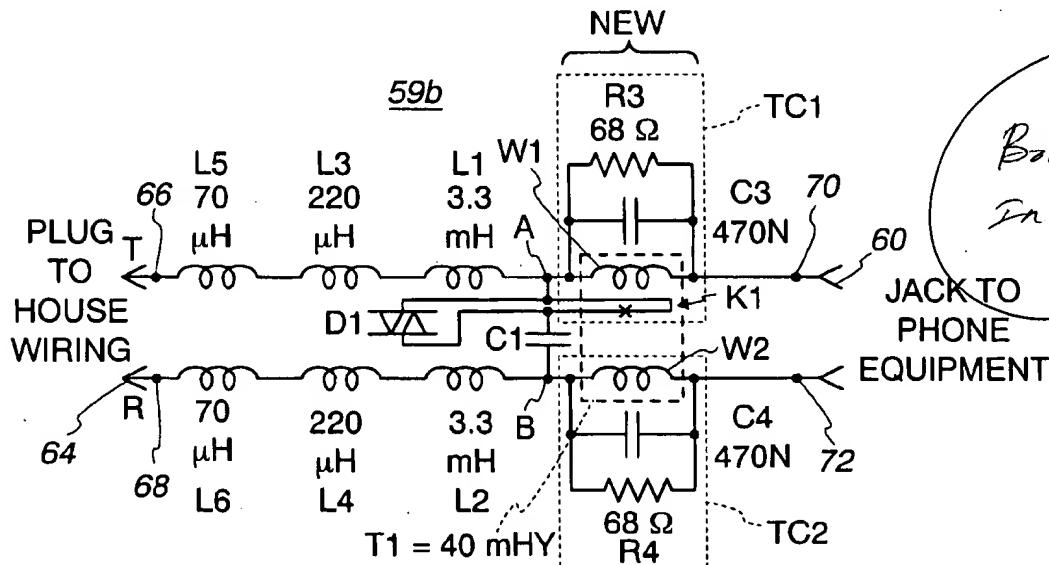 NEW
59b
R3
68 Ω
TC1
W1
L5
70
μH
L3
220
μH
L1
3.3
mH
C3
470N
66
70
60
A
PLUG
TO
HOUSE
WIRING
T
D1
C1
K1
JACK TO
PHONE
EQUIPMENT
W2
R
B
64
68
70
μH
L6
220
μH
L4
3.3
mH
L2
C4
470N
72
68 Ω
R4
TC2
T1 = 40 mHY
In